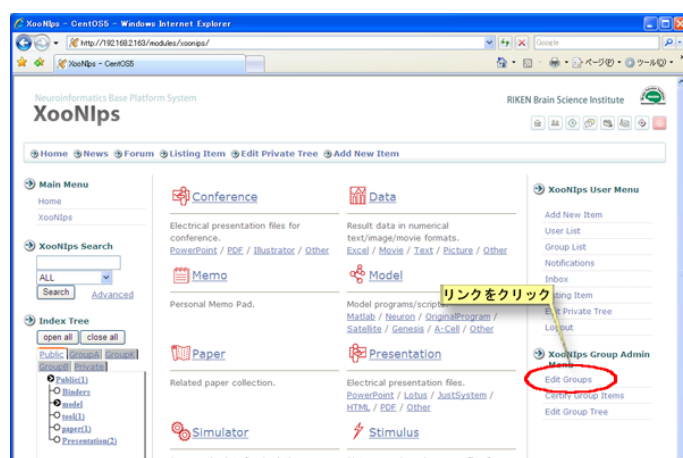 XooNIps - CentOS5 - Windows Internet Explorer
http://192.168.2.163/modules/xoonips/
Google
XooNIps - CentOS5
ページ(P)
ツール(O)
Neuroinformatics Base Platform System
XooNIps
RIKEN Brain Science Institute
Home News Forum Listing Item Edit Private Tree Add New Item
Main Menu
Home
XooNIps
XooNIps Search
ALL
Search Advanced
Index Tree
open all close all
Public GroupA GroupK
GroupB Private
Public(1)
Binders
model
tool(1)
paper(1)
Presentation(2)
Conference
Electrical presentation files for
conference.
PowerPoint / PDF / Illustrator / Other
Data
Result data in numerical
text/image/movie formats.
Excel / Movie / Text / Picture / Other
Memo
Personal Memo Pad.
Model
Model programs/scripts
Matlab / Neuron / OriginalProgram /
Satellite / Genesis / A-Cell / Other
Paper
Related paper collection.
Presentation
Electrical presentation files.
PowerPoint / Lotus / JustSystem /
HTML / PDF / Other
Simulator
Stimulus
XooNIps User Menu
Add New Item
User List
Group List
Notifications
Inbox
リンクをクリック
Listing Item
Edit Private Tree
Logout
XooNIps Group Admin
Menu
Edit Groups
Certify Group Items
Edit Group Tree